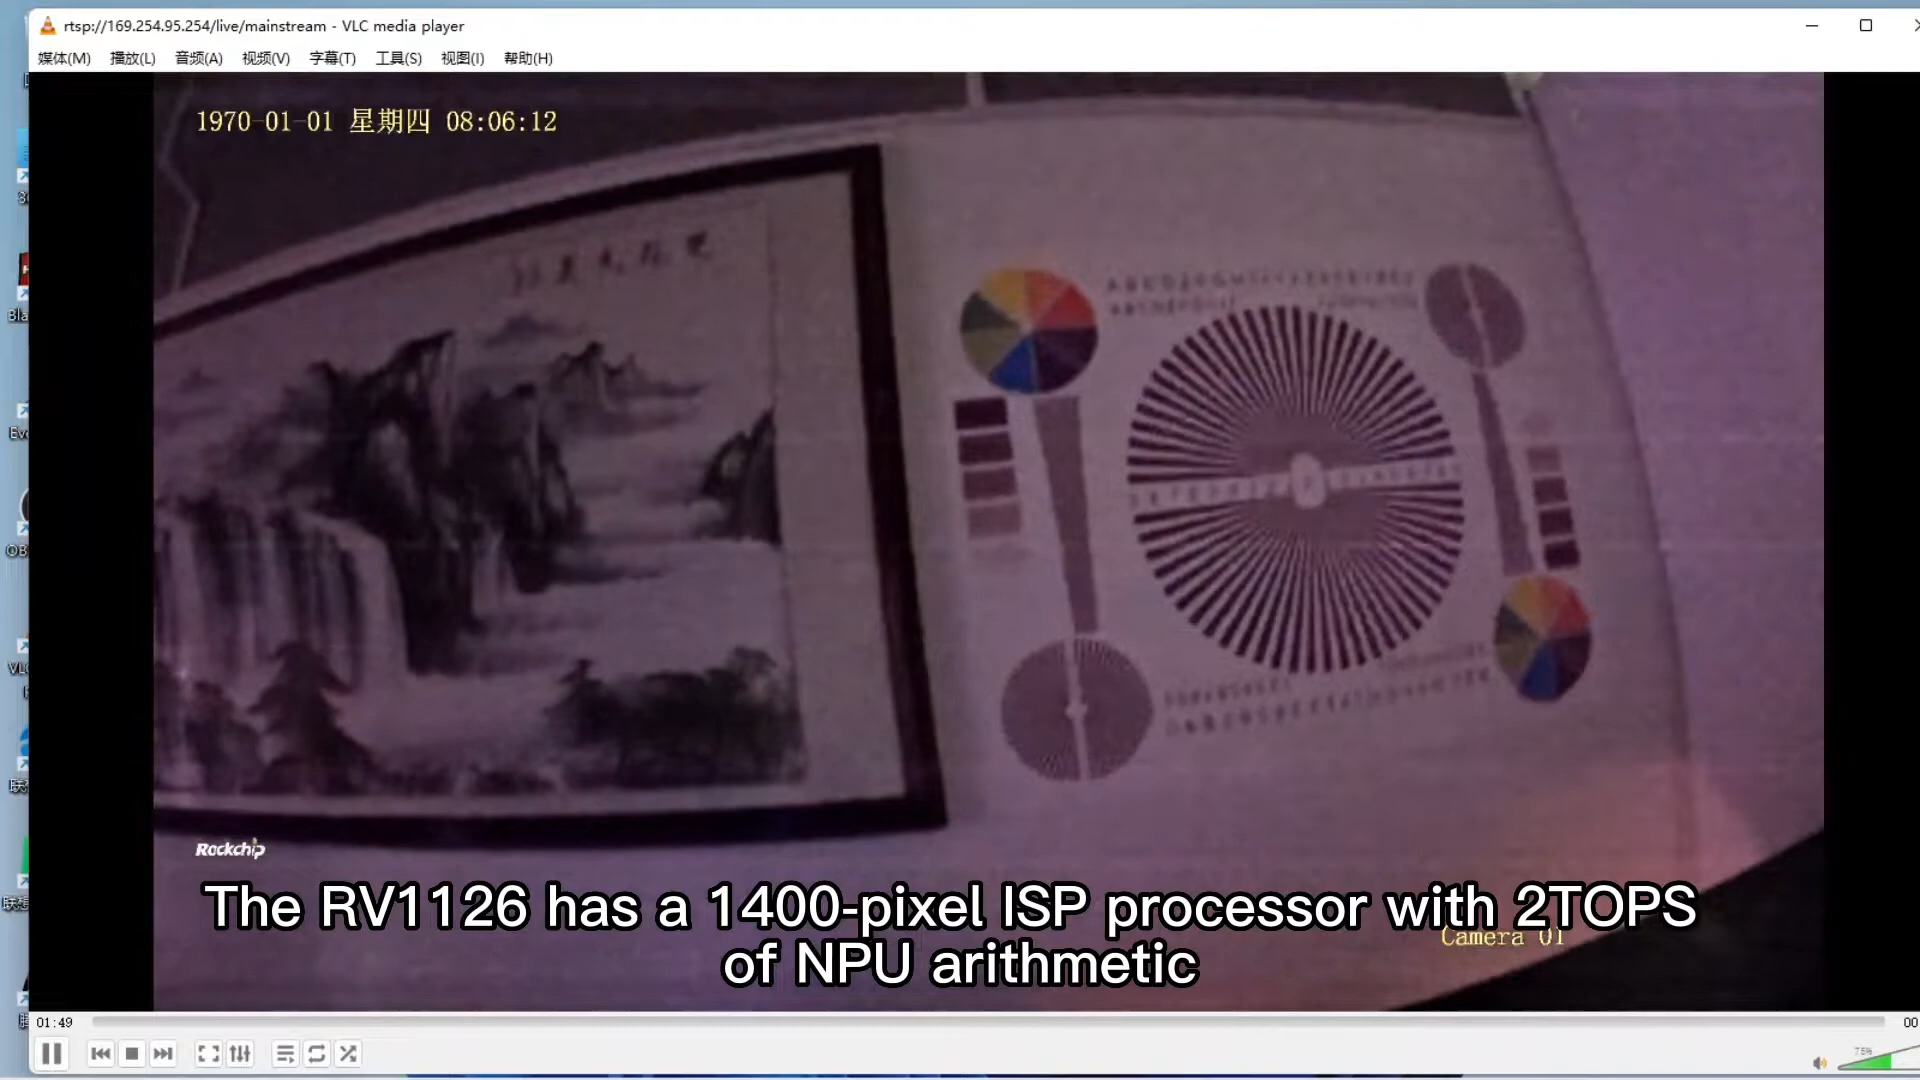 rtsp://169.254.95.254/live/mainstream - VLC media player
媒体(M) 播放(L) 音频(A) 视频(V) 字幕(T) 工具(S) 视图(I) 帮助(H)
1970-01-01 星期四 08:06:12
Rockchip
The RV1126 has a 1400-pixel ISP processor with 2TOPS
Camera 01
of NPU arithmetic
01:49
00
75%